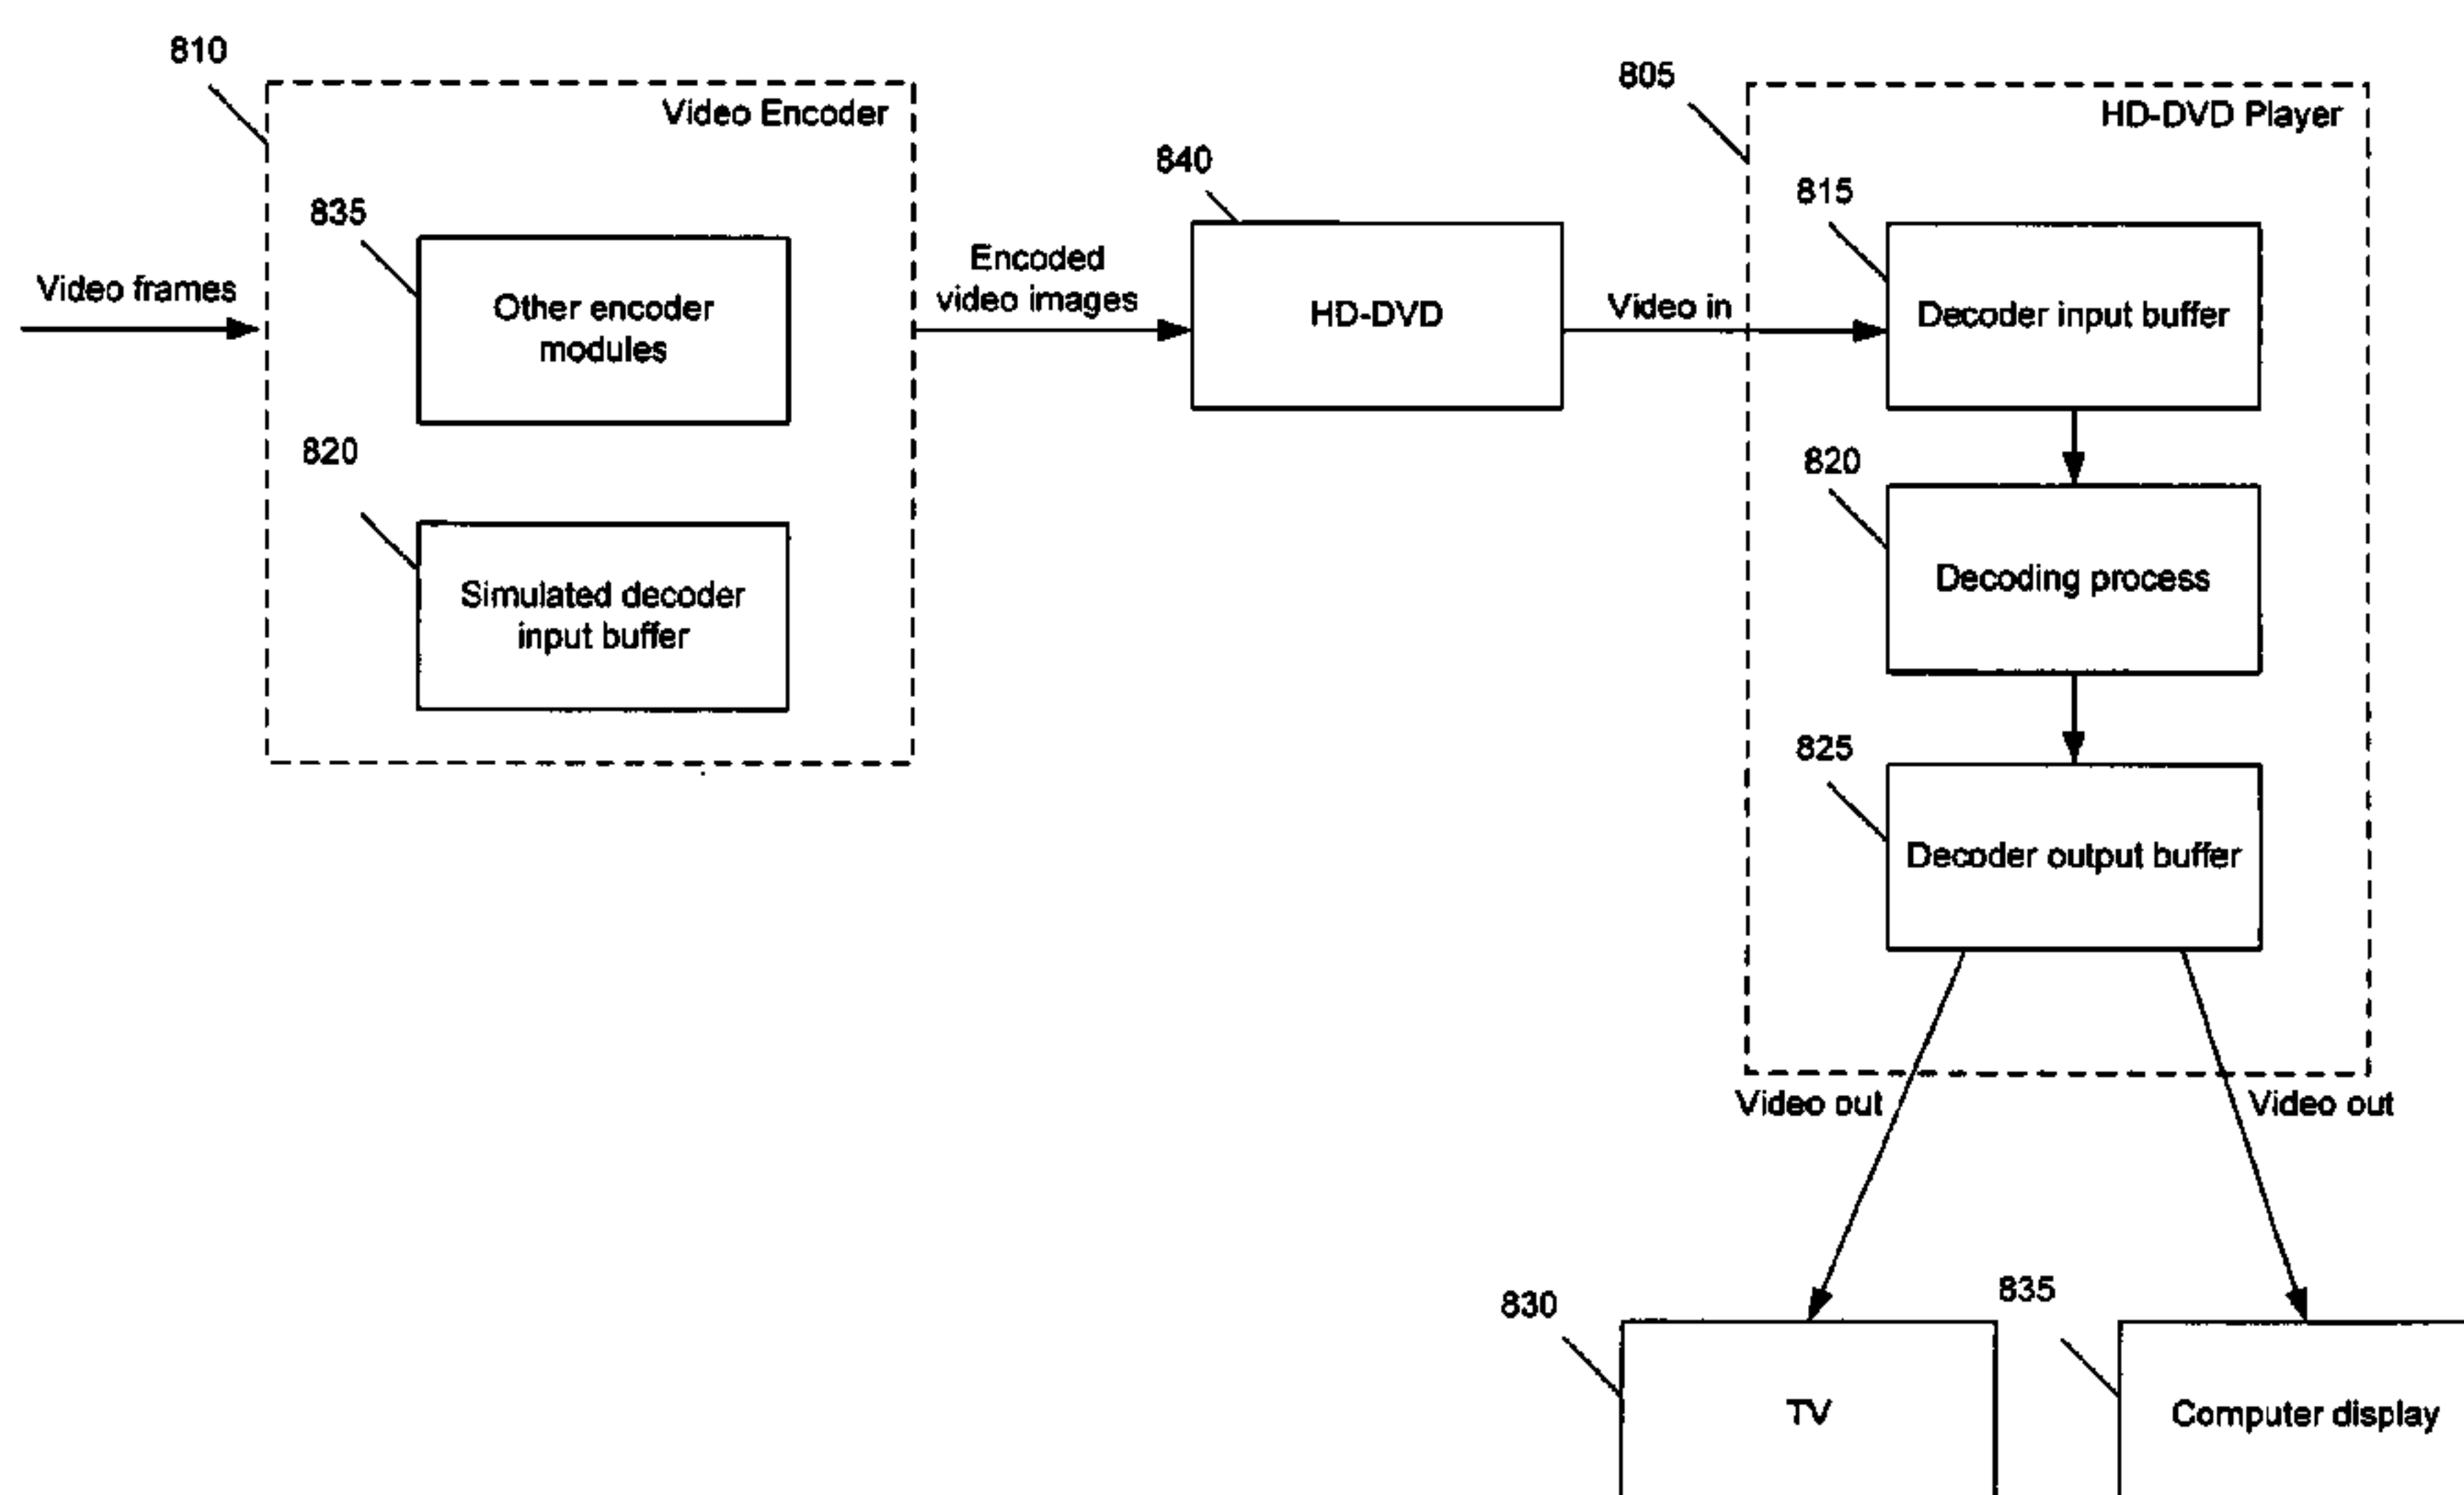 810
Video Encoder
835
Video frames
Other encoder
modules
820
Simulated decoder
input buffer
Encoded
video images
840
HD-DVD
Video in
805
HD-DVD Player
815
Decoder input buffer
820
Decoding process
825
Decoder output buffer
Video out
Video out
830
TV
835
Computer display